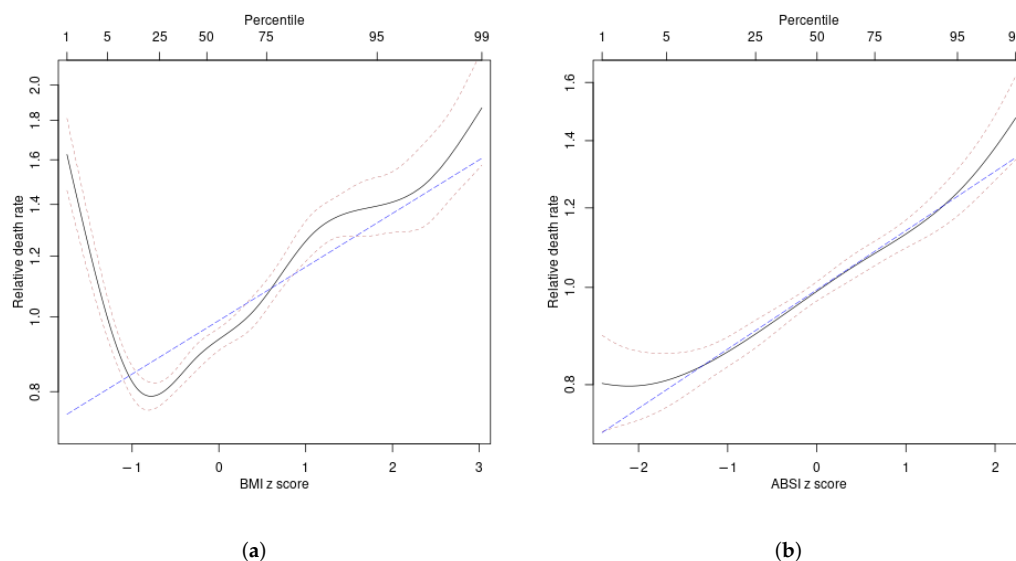 Percentile
1 5 25 50 75 95 99
Relative death rate
2.0
1.8
1.6
1.4
1.2
1.0
0.8
−1 0 1 2 3
BMI z score
(a)
Percentile
1 5 25 50 75 95 9
Relative death rate
1.6
1.4
1.2
1.0
0.8
−2 −1 0 1 2
ABSI z score
(b)